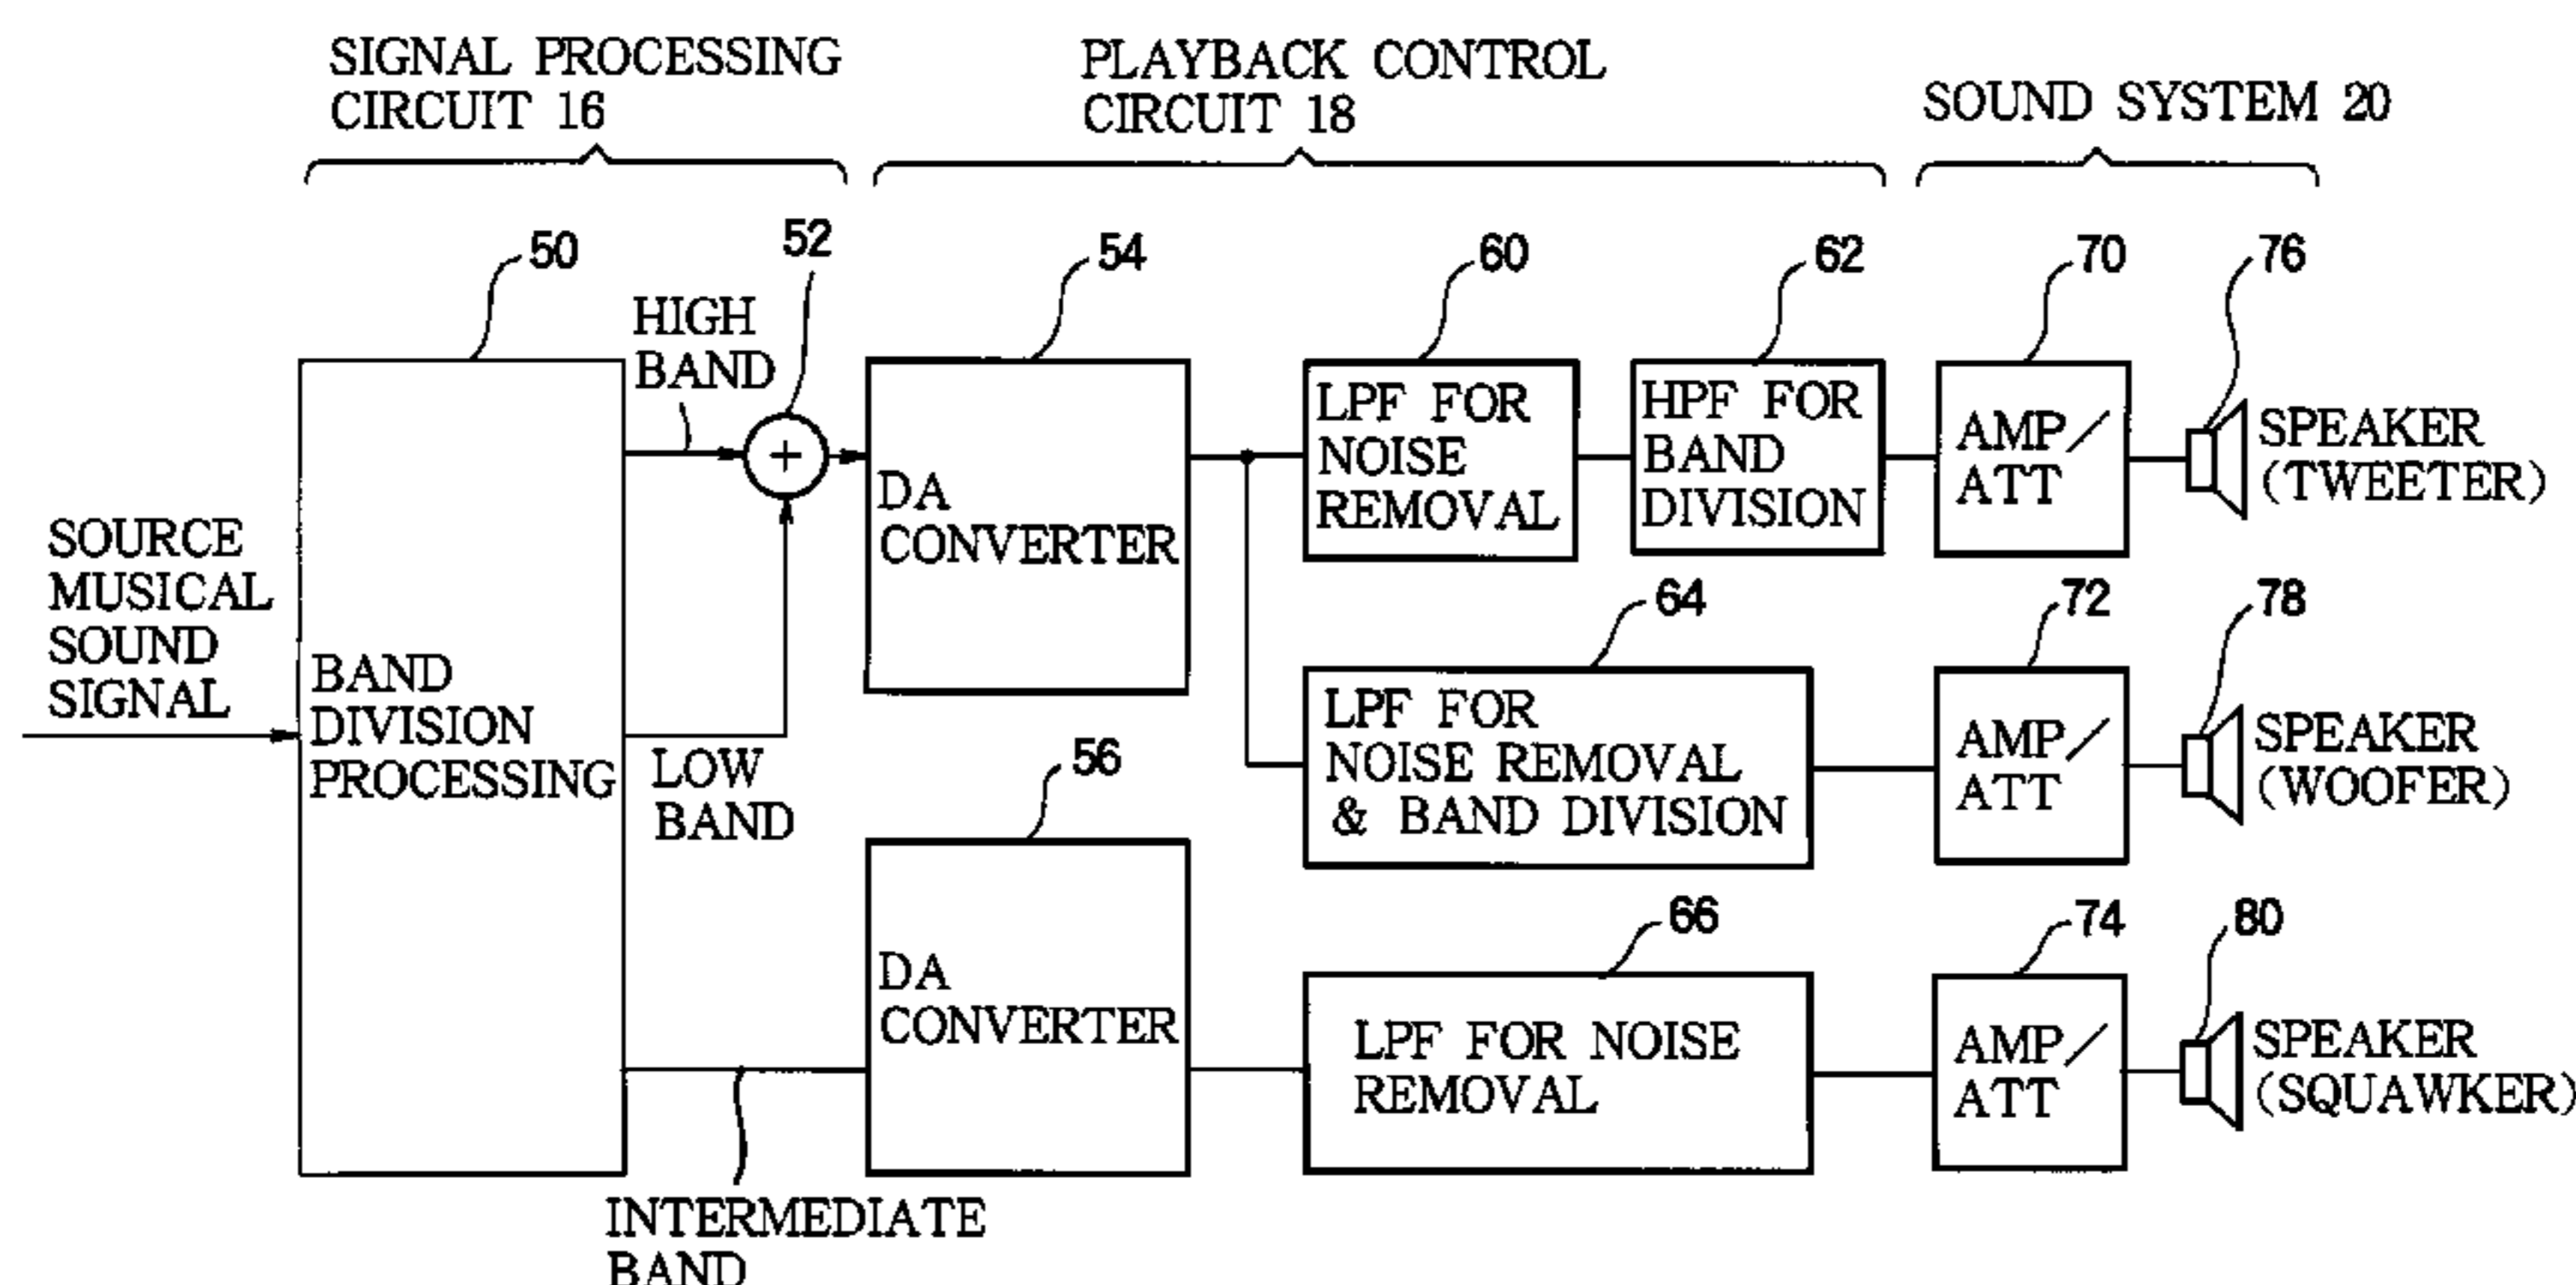 SIGNAL PROCESSING
CIRCUIT 16
PLAYBACK CONTROL
CIRCUIT 18
SOUND SYSTEM 20
50
52
54
60
62
70
76
HIGH
BAND
+
DA
CONVERTER
LPF FOR
NOISE
REMOVAL
HPF FOR
BAND
DIVISION
AMP/
ATT
SPEAKER
(TWEETER)
SOURCE
MUSICAL
SOUND
SIGNAL
BAND
DIVISION
PROCESSING
LOW
BAND
64
72
78
LPF FOR
NOISE REMOVAL
& BAND DIVISION
AMP/
ATT
SPEAKER
(WOOFER)
56
66
74
80
DA
CONVERTER
LPF FOR NOISE
REMOVAL
AMP/
ATT
SPEAKER
(SQUAWKER)
INTERMEDIATE
BAND